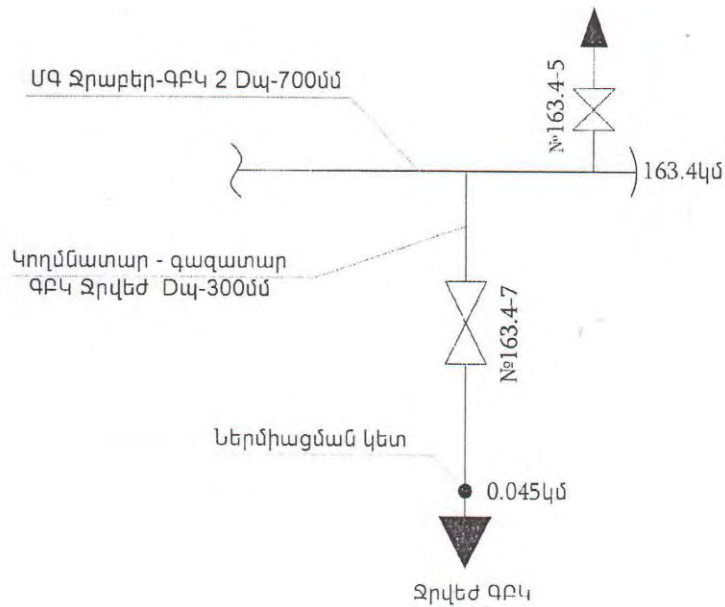 ՄԳ Ջրաբեր-ԳԲԿ 2 Dպ-700մմ
№163.4-5
163.4կմ
Կողմնատար - գազատար
ԳԲԿ Ջրվեժ Dպ-300մմ
№163.4-7
Ներմիացման կետ
0.045կմ
Ջրվեժ ԳԲԿ